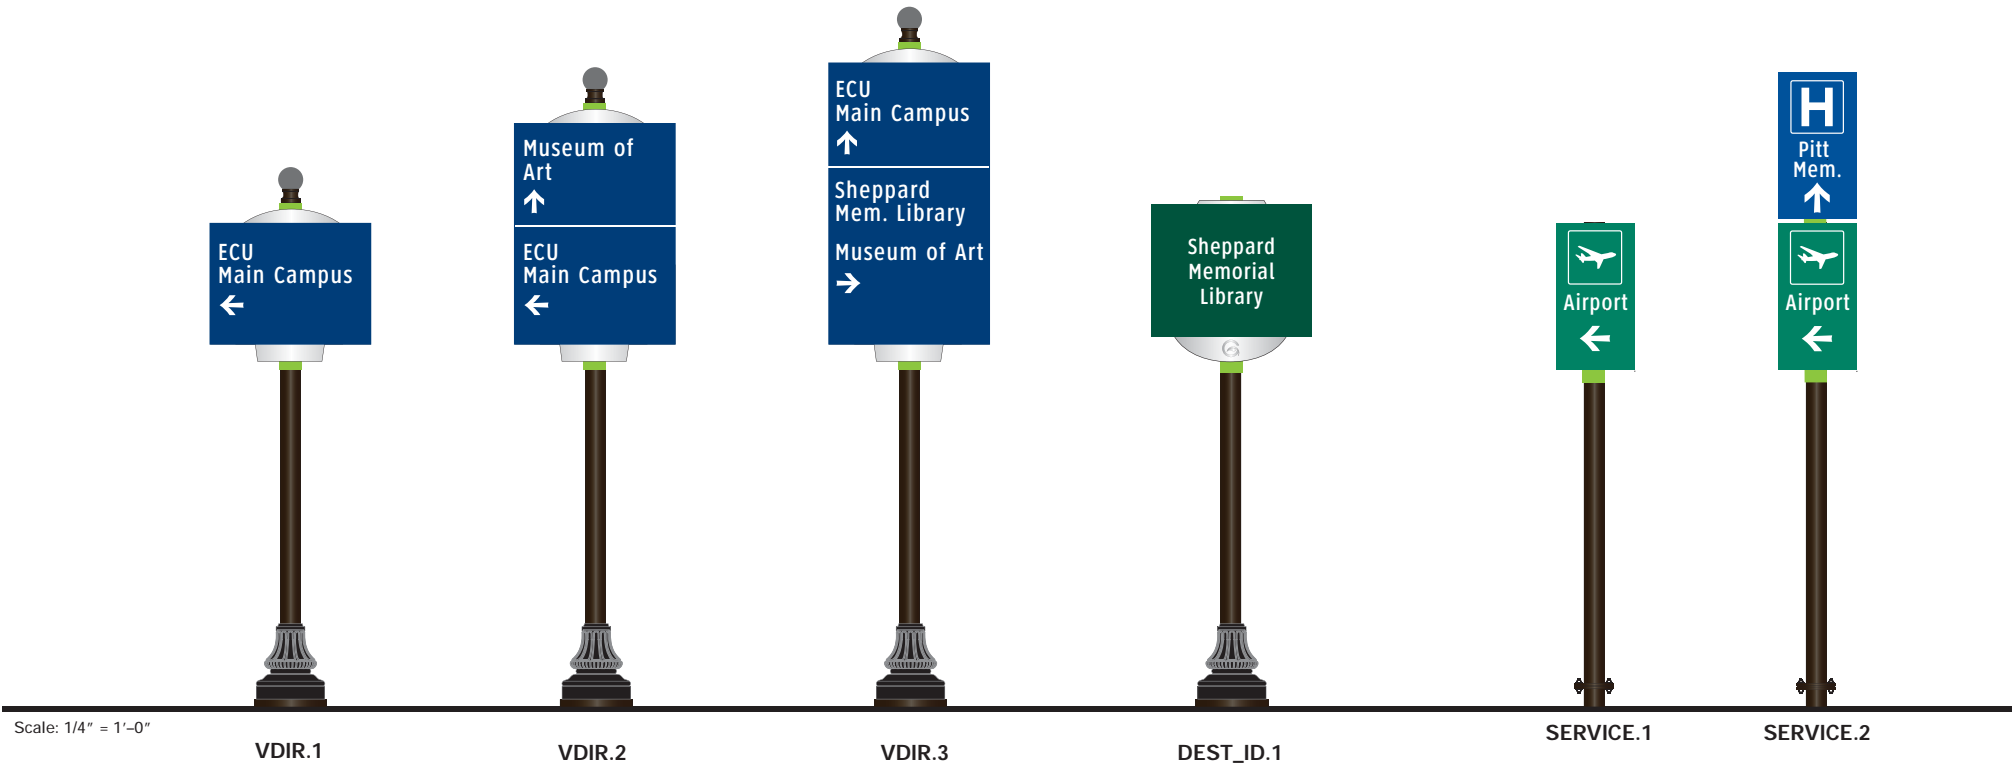 ECU
Main Campus
←
Museum of
Art
↑
ECU
Main Campus
←
ECU
Main Campus
↑
Sheppard
Mem. Library
Museum of Art
→
Sheppard
Memorial
Library
G
Airport
←
H
Pitt
Mem.
↑
Airport
←
Scale: 1/4″ = 1′–0″
VDIR.1
VDIR.2
VDIR.3
DEST_ID.1
SERVICE.1
SERVICE.2